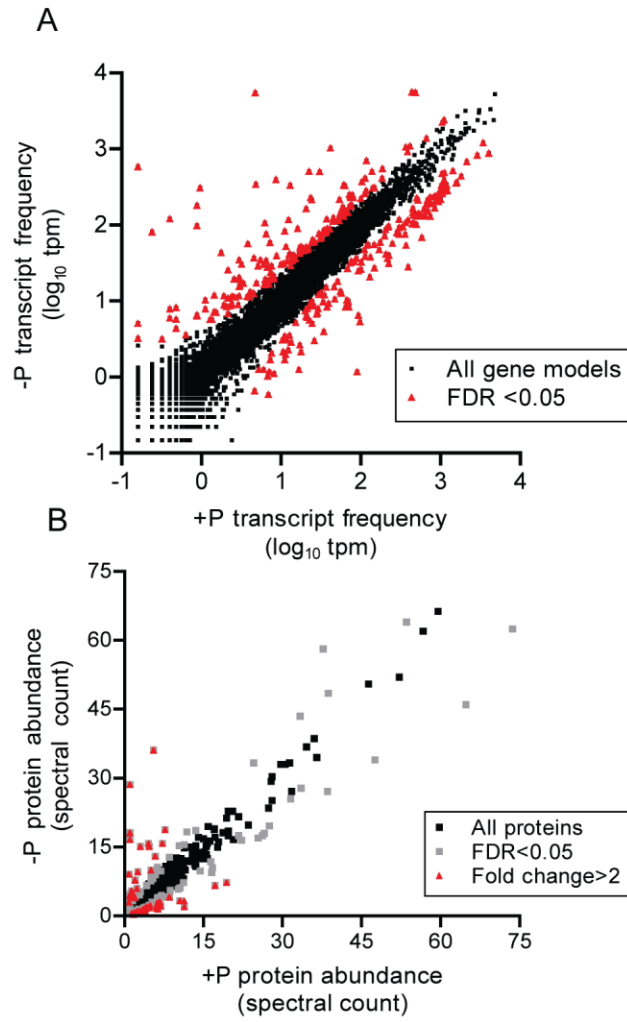 A
-P transcript frequency
(log₁₀ tpm)
4
3
2
1
0
-1
-1 0 1 2 3 4
All gene models
FDR <0.05
+P transcript frequency
(log₁₀ tpm)
B
-P protein abundance
(spectral count)
75
60
45
30
15
0
0 15 30 45 60 75
All proteins
FDR<0.05
Fold change>2
+P protein abundance
(spectral count)